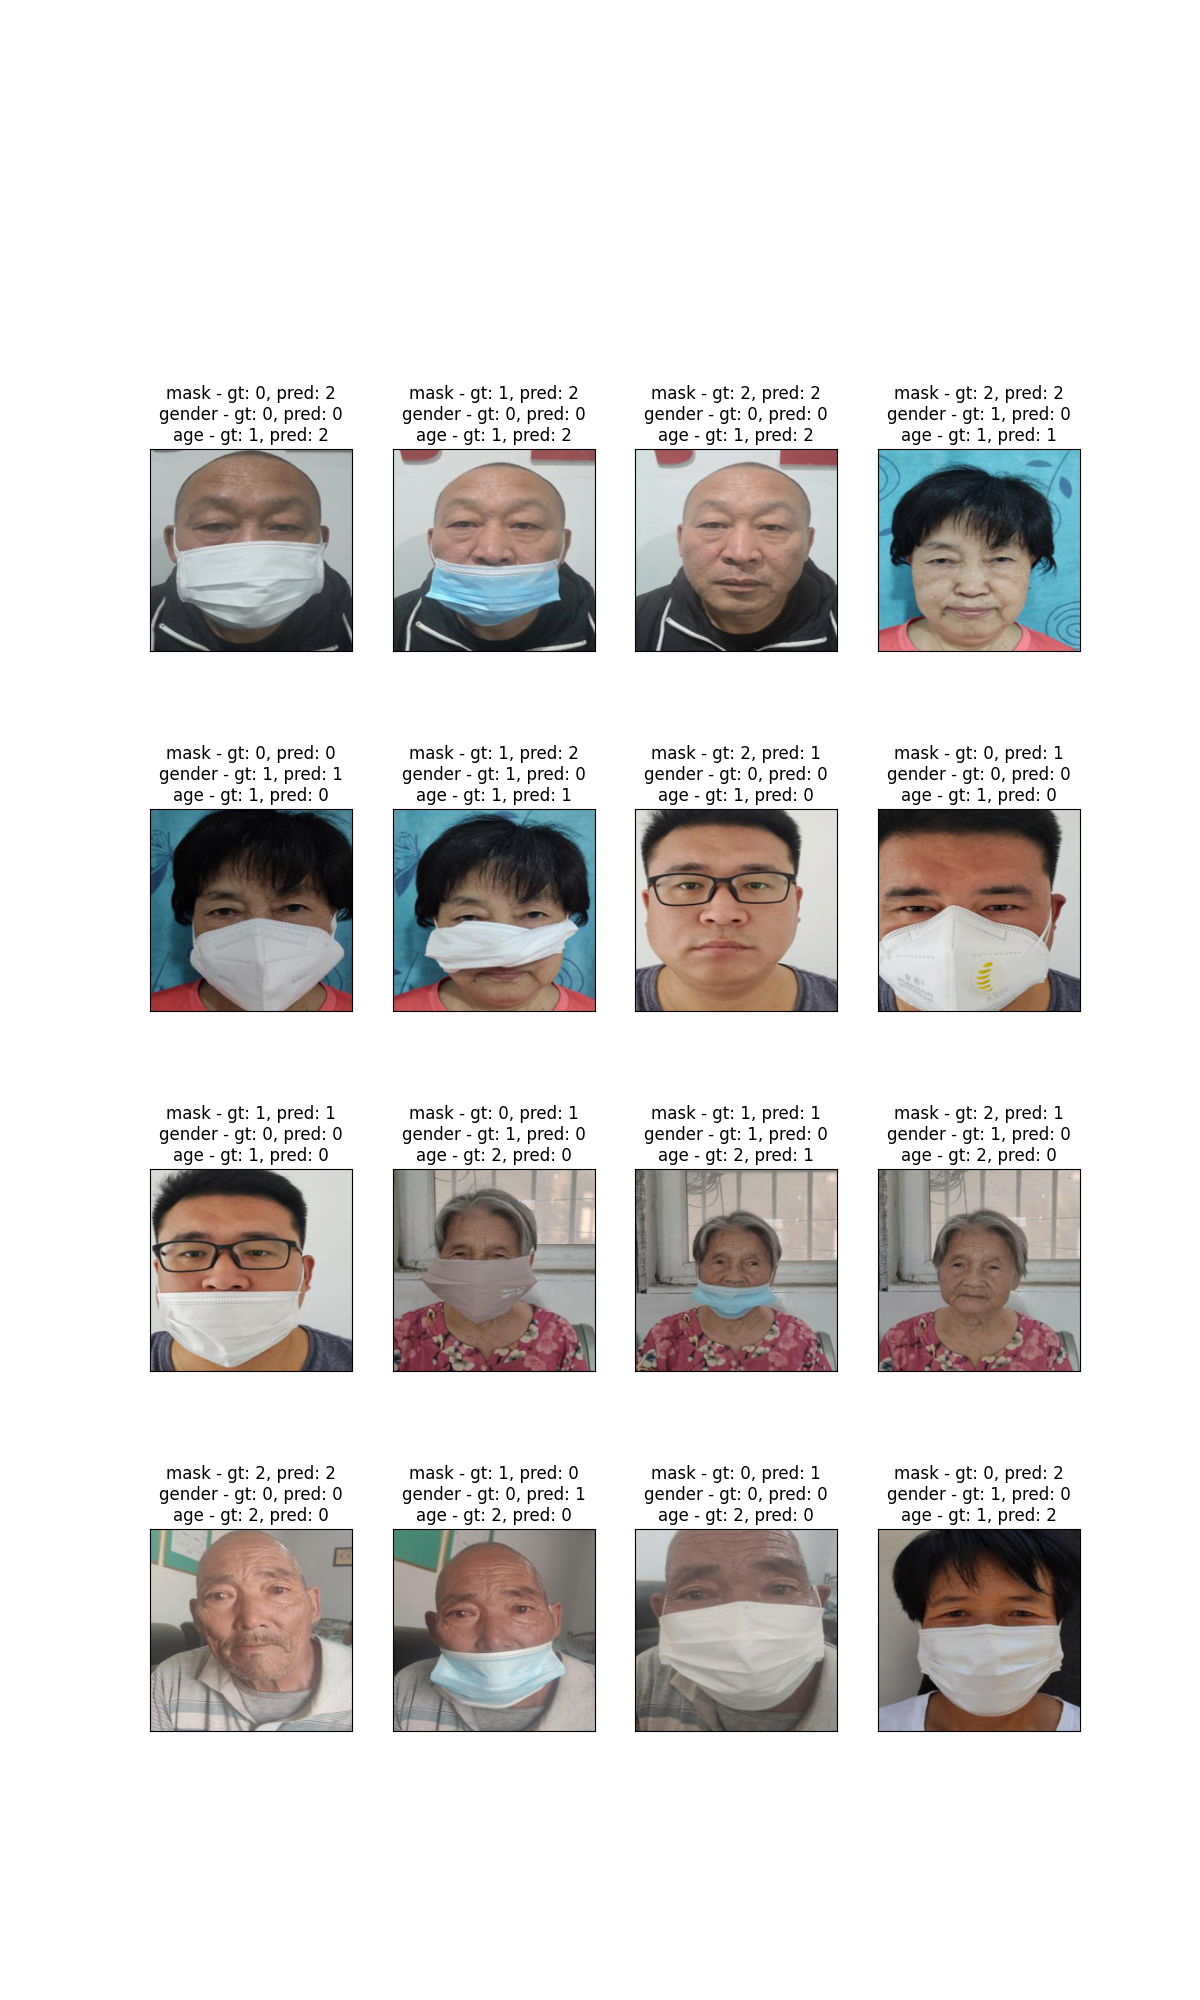 mask - gt: 0, pred: 2
gender - gt: 0, pred: 0
age - gt: 1, pred: 2
mask - gt: 1, pred: 2
gender - gt: 0, pred: 0
age - gt: 1, pred: 2
mask - gt: 2, pred: 2
gender - gt: 0, pred: 0
age - gt: 1, pred: 2
mask - gt: 2, pred: 2
gender - gt: 1, pred: 0
age - gt: 1, pred: 1
mask - gt: 0, pred: 0
gender - gt: 1, pred: 1
age - gt: 1, pred: 0
mask - gt: 1, pred: 2
gender - gt: 1, pred: 0
age - gt: 1, pred: 1
mask - gt: 2, pred: 1
gender - gt: 0, pred: 0
age - gt: 1, pred: 0
mask - gt: 0, pred: 1
gender - gt: 0, pred: 0
age - gt: 1, pred: 0
mask - gt: 1, pred: 1
gender - gt: 0, pred: 0
age - gt: 1, pred: 0
mask - gt: 0, pred: 1
gender - gt: 1, pred: 0
age - gt: 2, pred: 0
mask - gt: 1, pred: 1
gender - gt: 1, pred: 0
age - gt: 2, pred: 1
mask - gt: 2, pred: 1
gender - gt: 1, pred: 0
age - gt: 2, pred: 0
mask - gt: 2, pred: 2
gender - gt: 0, pred: 0
age - gt: 2, pred: 0
mask - gt: 1, pred: 0
gender - gt: 0, pred: 1
age - gt: 2, pred: 0
mask - gt: 0, pred: 1
gender - gt: 0, pred: 0
age - gt: 2, pred: 0
mask - gt: 0, pred: 2
gender - gt: 1, pred: 0
age - gt: 1, pred: 2